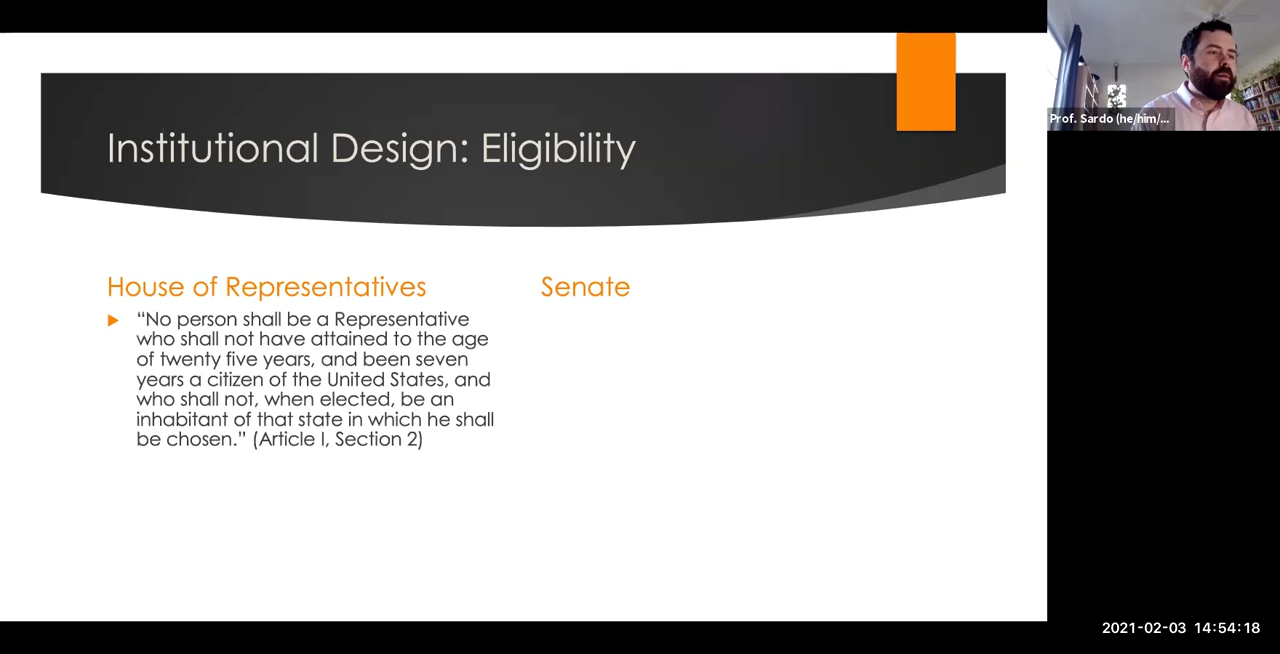 Institutional Design: Eligibility
House of Representatives
“No person shall be a Representative
who shall not have attained to the age
of twenty five years, and been seven
years a citizen of the United States, and
who shall not, when elected, be an
inhabitant of that state in which he shall
be chosen.” (Article I, Section 2)
Senate
Prof. Sardo (he/him/...
2021-02-03 14:54:18